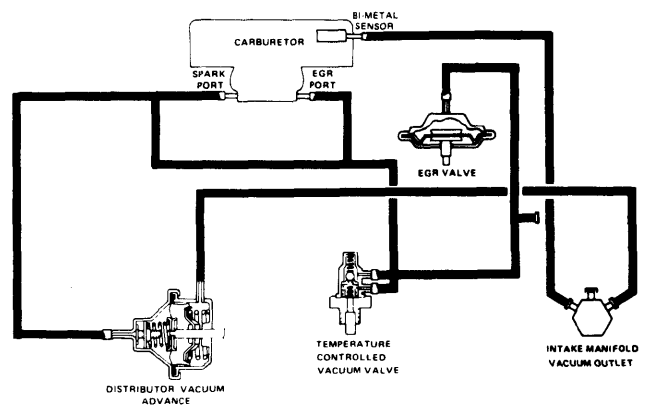 BI-METAL
SENSOR
CARBURETOR
SPARK
PORT
EGR
PORT
EGR VALVE
TEMPERATURE
CONTROLLED
VACUUM VALVE
INTAKE MANIFOLD
VACUUM OUTLET
DISTRIBUTOR VACUUM
ADVANCE